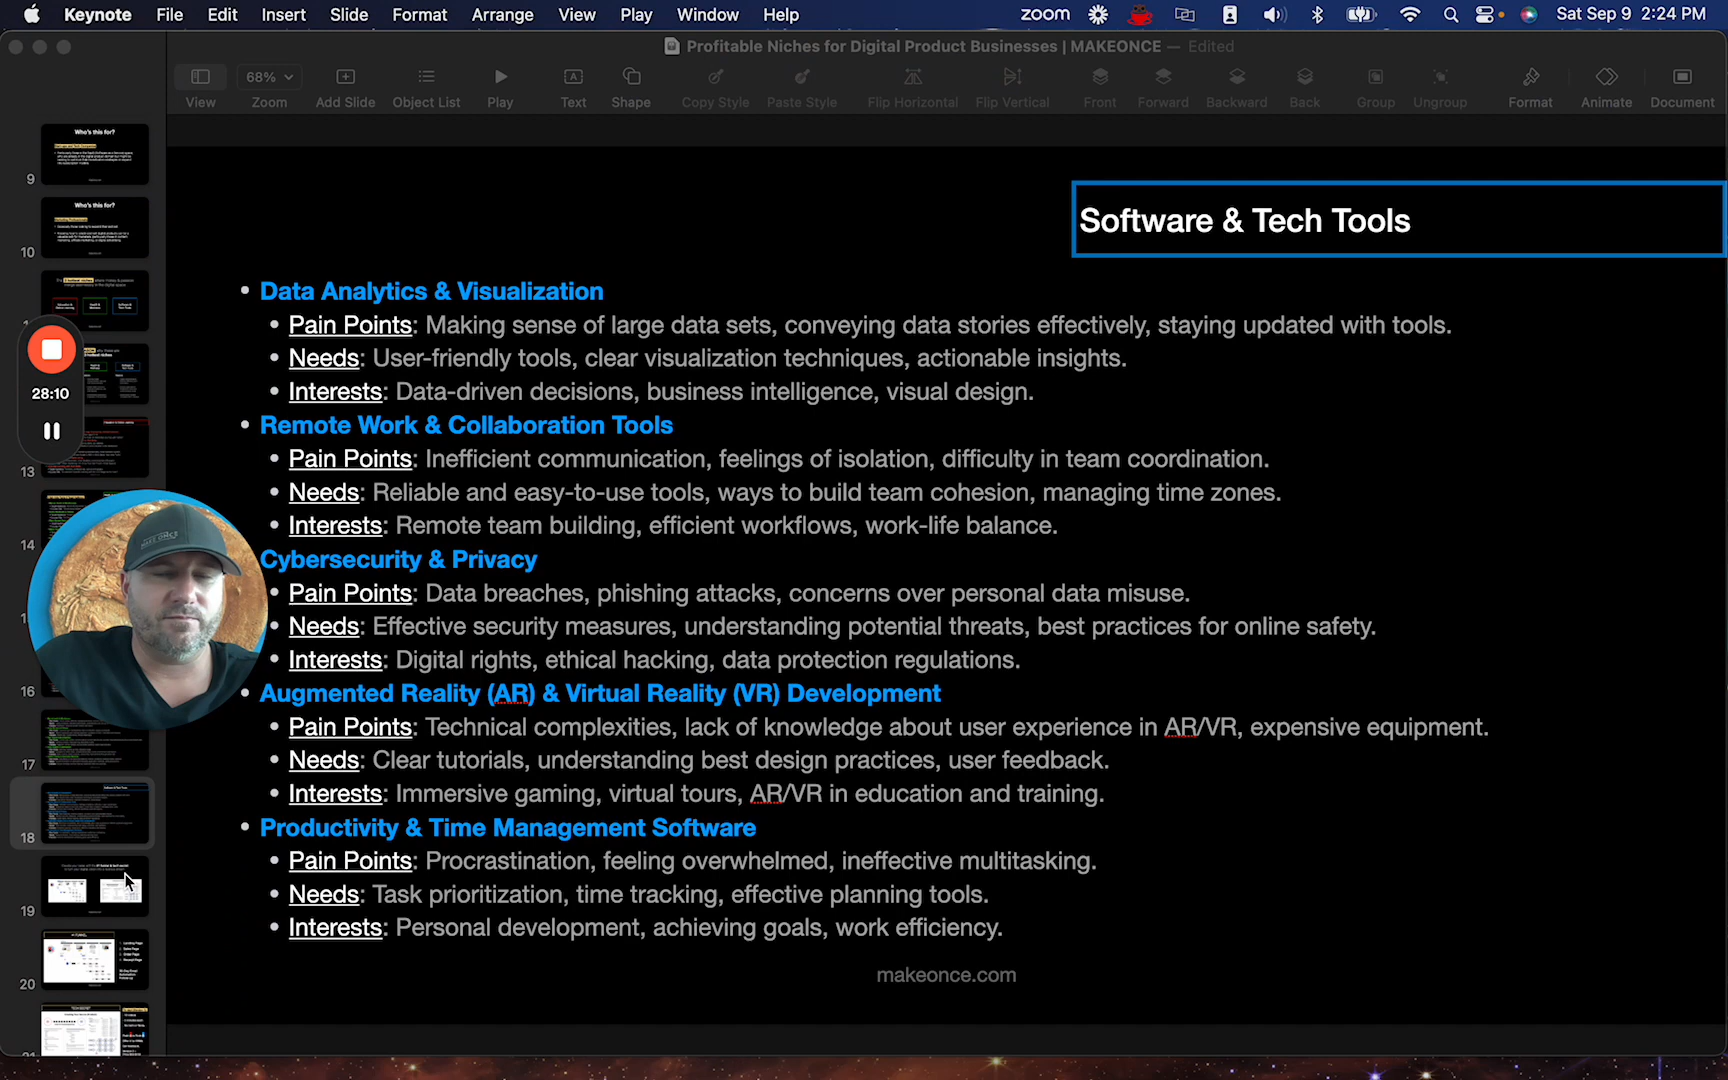 Keynote File Edit Insert Slide Format Arrange View Play Window Help zoom Sat Sep 9 2:24 PM
Profitable Niches for Digital Product Businesses | MAKEONCE — Edited
68%
View Zoom Add Slide Object List Play Text Shape Copy Style Paste Style Flip Horizontal Flip Vertical Front Forward Backward Back Group Ungroup Format Animate Document
Who's this for?
9
Who's this for?
10
28:10
13
14
16
17
18
19
20
21
Software & Tech Tools
• Data Analytics & Visualization
• Pain Points: Making sense of large data sets, conveying data stories effectively, staying updated with tools.
• Needs: User-friendly tools, clear visualization techniques, actionable insights.
• Interests: Data-driven decisions, business intelligence, visual design.
• Remote Work & Collaboration Tools
• Pain Points: Inefficient communication, feelings of isolation, difficulty in team coordination.
• Needs: Reliable and easy-to-use tools, ways to build team cohesion, managing time zones.
• Interests: Remote team building, efficient workflows, work-life balance.
Cybersecurity & Privacy
• Pain Points: Data breaches, phishing attacks, concerns over personal data misuse.
• Needs: Effective security measures, understanding potential threats, best practices for online safety.
• Interests: Digital rights, ethical hacking, data protection regulations.
• Augmented Reality (AR) & Virtual Reality (VR) Development
• Pain Points: Technical complexities, lack of knowledge about user experience in AR/VR, expensive equipment.
• Needs: Clear tutorials, understanding best design practices, user feedback.
• Interests: Immersive gaming, virtual tours, AR/VR in education and training.
• Productivity & Time Management Software
• Pain Points: Procrastination, feeling overwhelmed, ineffective multitasking.
• Needs: Task prioritization, time tracking, effective planning tools.
• Interests: Personal development, achieving goals, work efficiency.
makeonce.com